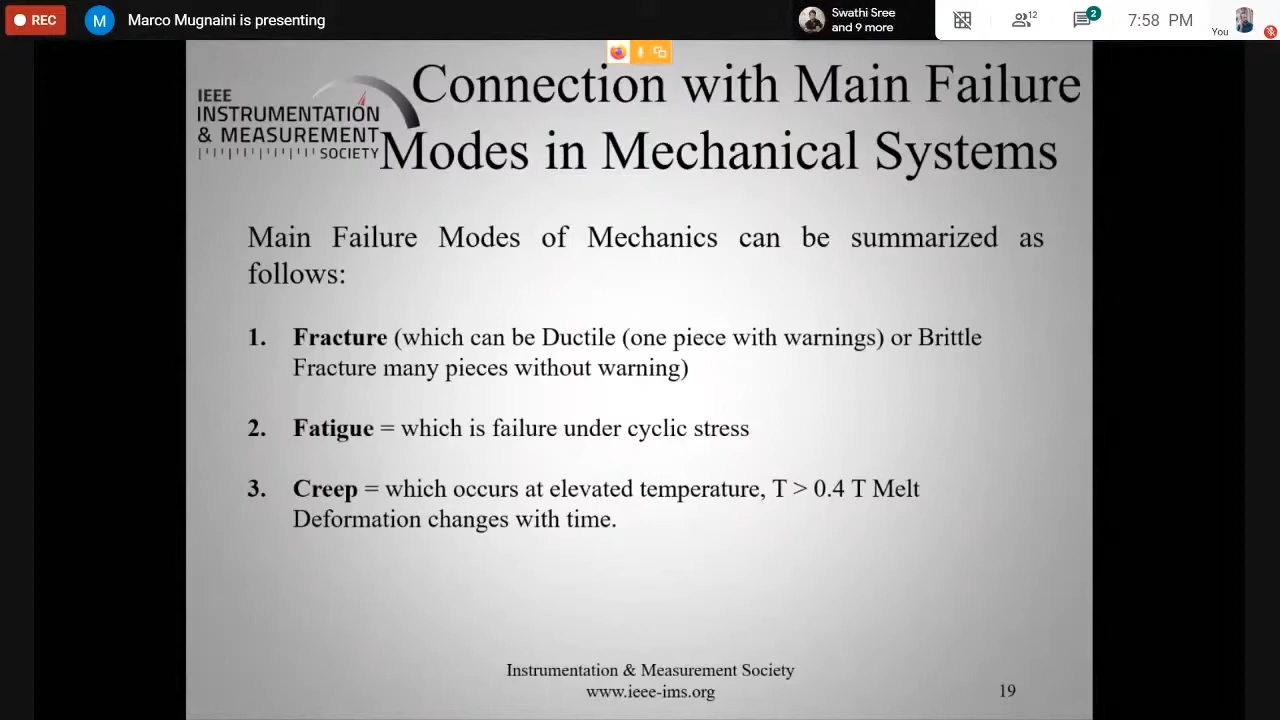 REC
M
Marco Mugnaini is presenting
Swathi Sree
and 9 more
12
2
7:58 PM
You
IEEE
INSTRUMENTATION
& MEASUREMENT
SOCIETY
Connection with Main Failure
Modes in Mechanical Systems
Main Failure Modes of Mechanics can be summarized as
follows:
1. Fracture (which can be Ductile (one piece with warnings) or Brittle
Fracture many pieces without warning)
2. Fatigue = which is failure under cyclic stress
3. Creep = which occurs at elevated temperature, T > 0.4 T Melt
Deformation changes with time.
Instrumentation & Measurement Society
www.ieee-ims.org
19